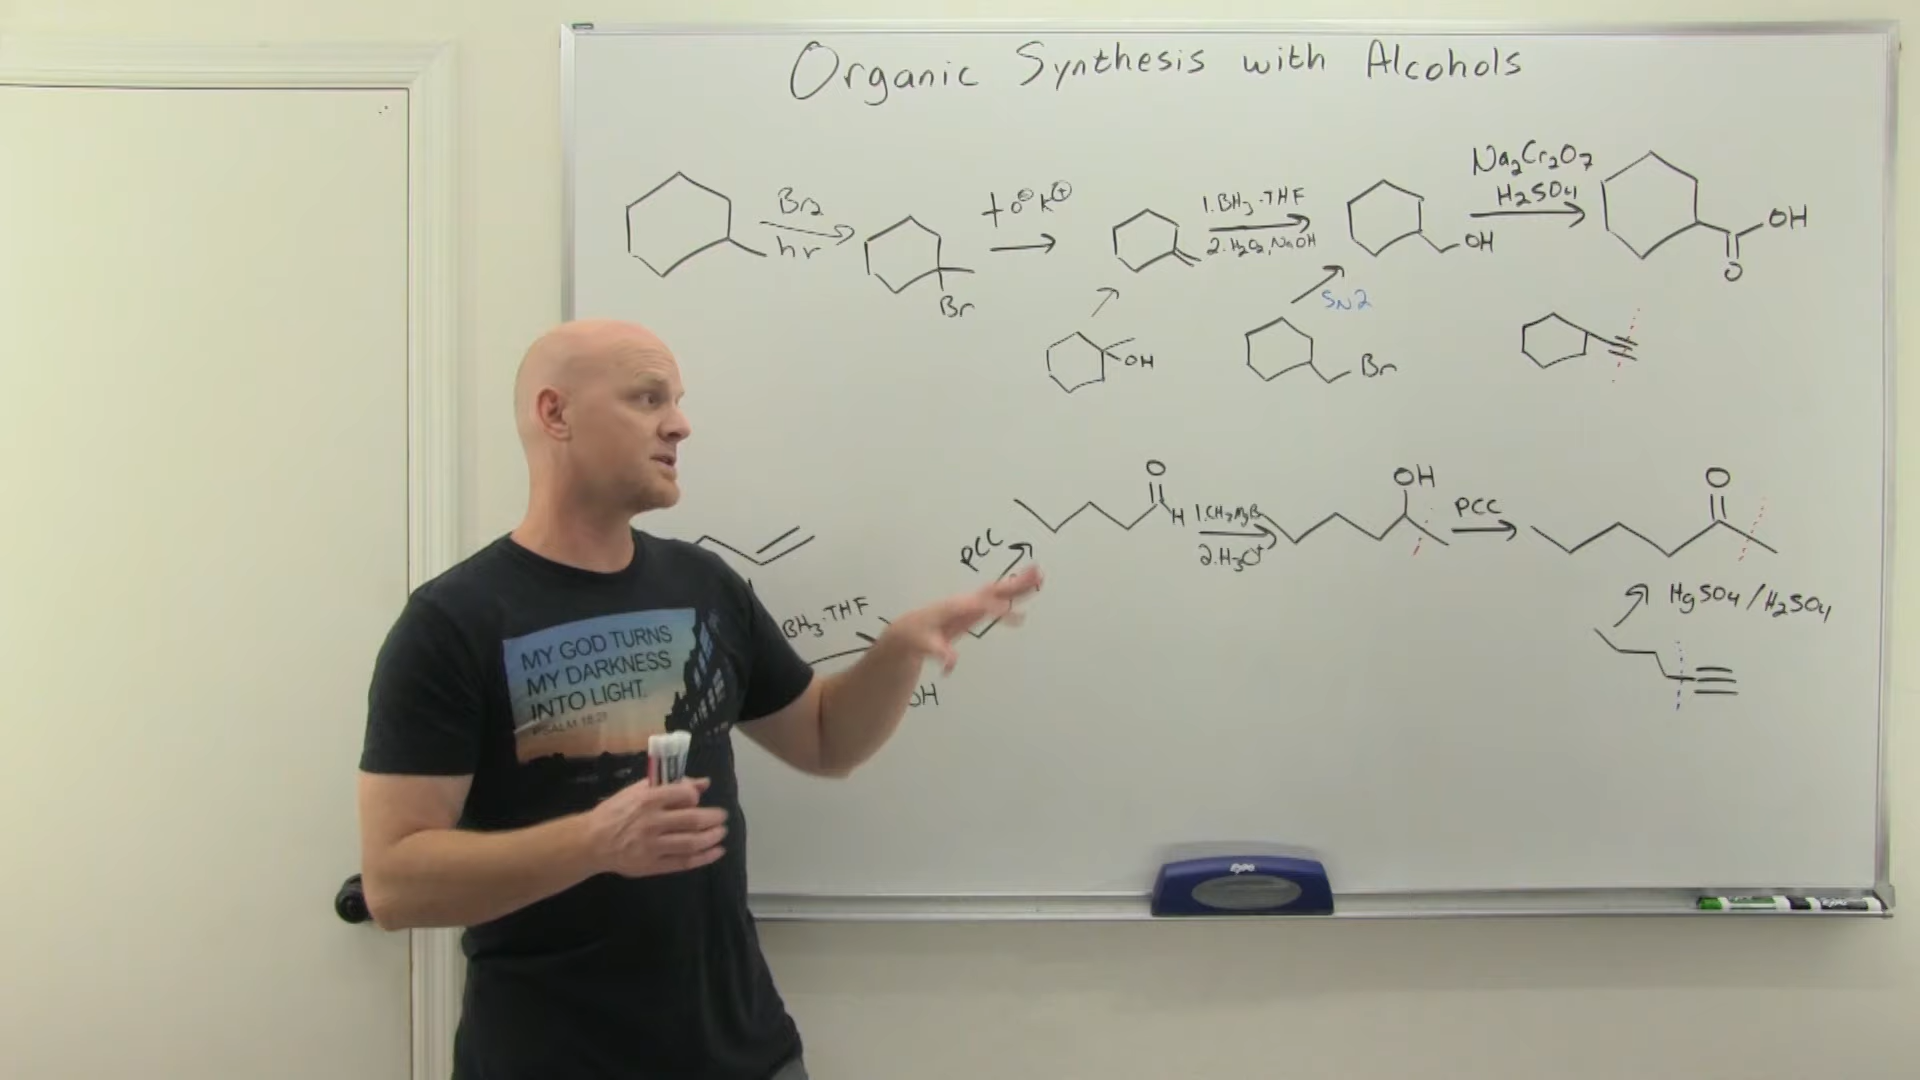 Organic Synthesis with Alcohols
Br2
hr
Br
O⊖ K⊕
1. BH3·THF
2. H2O2, NaOH
OH
Na2Cr2O7
H2SO4
OH
O
OH
SN2
Br
BH3·THF
OH
PCC
O
H
1. CH3MgBr
2. H3O+
OH
PCC
O
HgSO4/H2SO4
MY GOD TURNS
MY DARKNESS
INTO LIGHT.
PSALM 18:28
EXPO